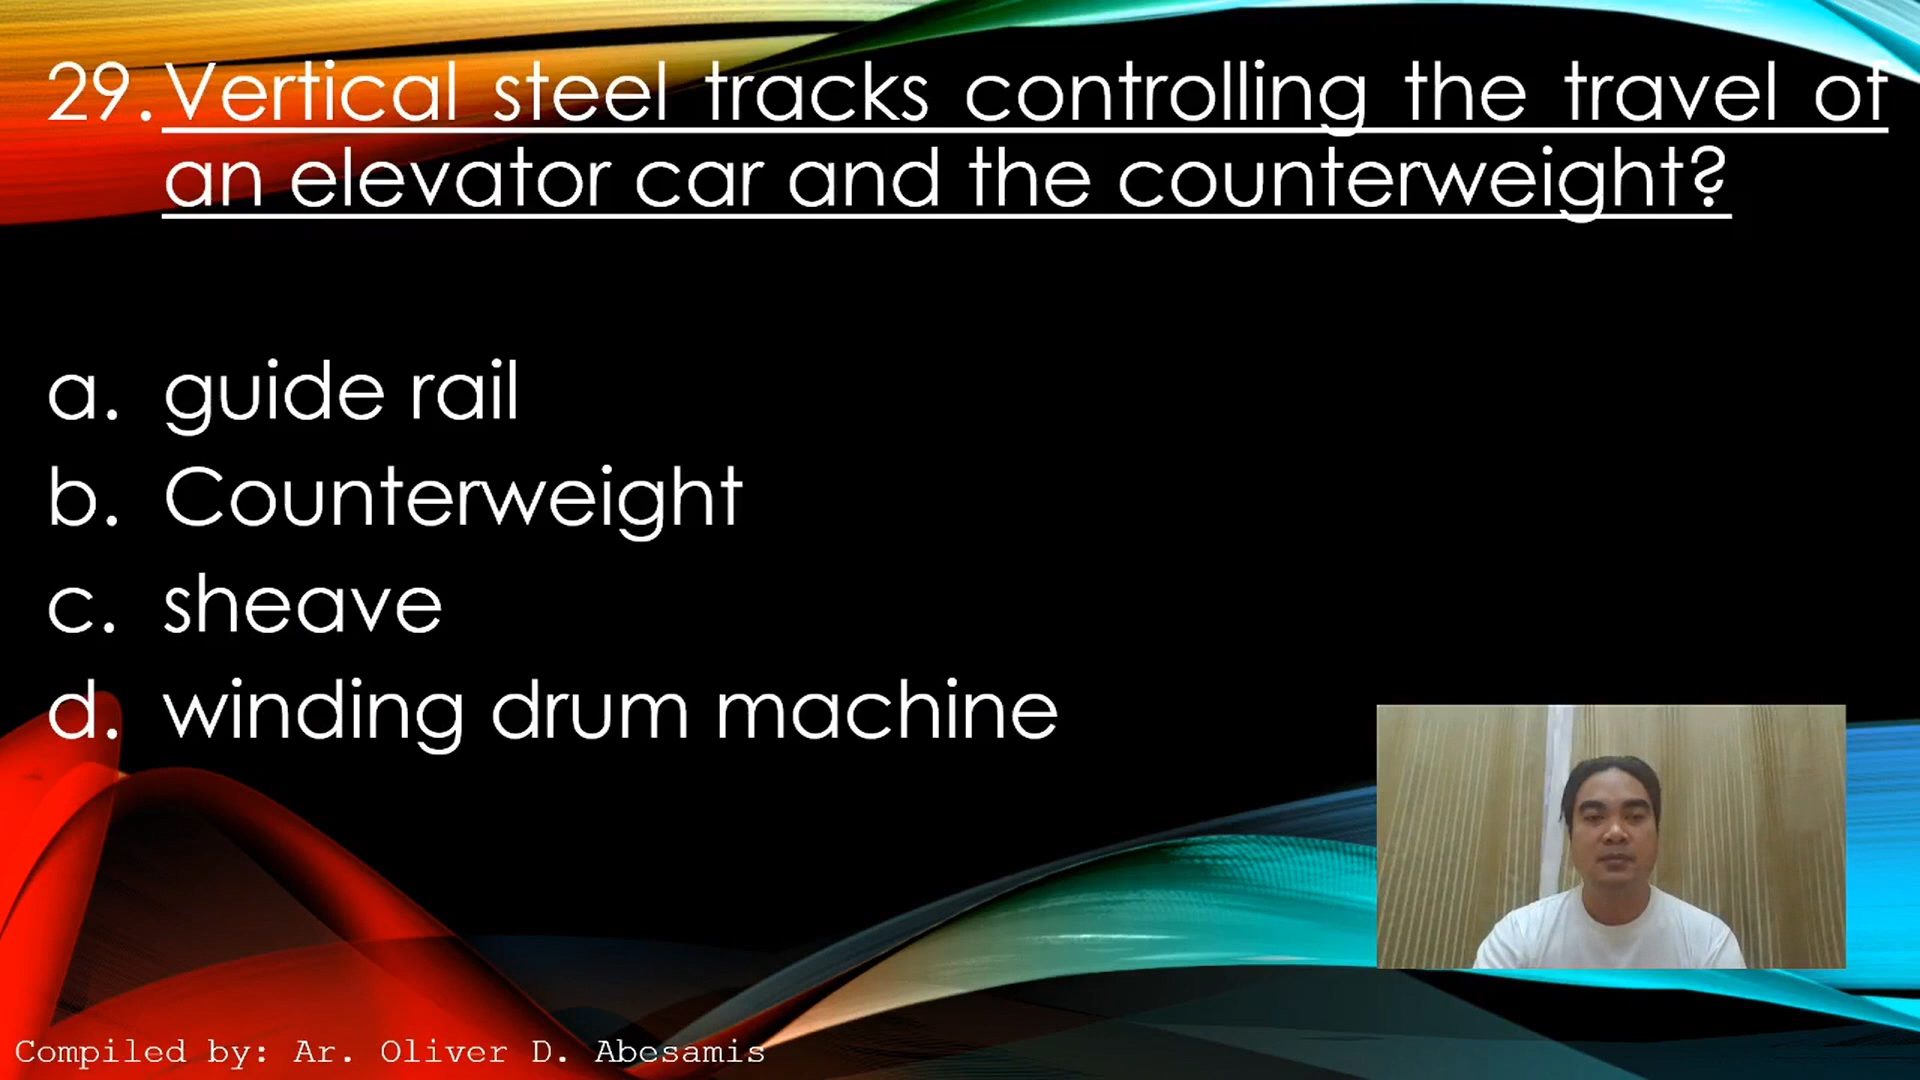 29. Vertical steel tracks controlling the travel of
an elevator car and the counterweight?
a. guide rail
b. Counterweight
c. sheave
d. winding drum machine
Compiled by: Ar. Oliver D. Abesamis